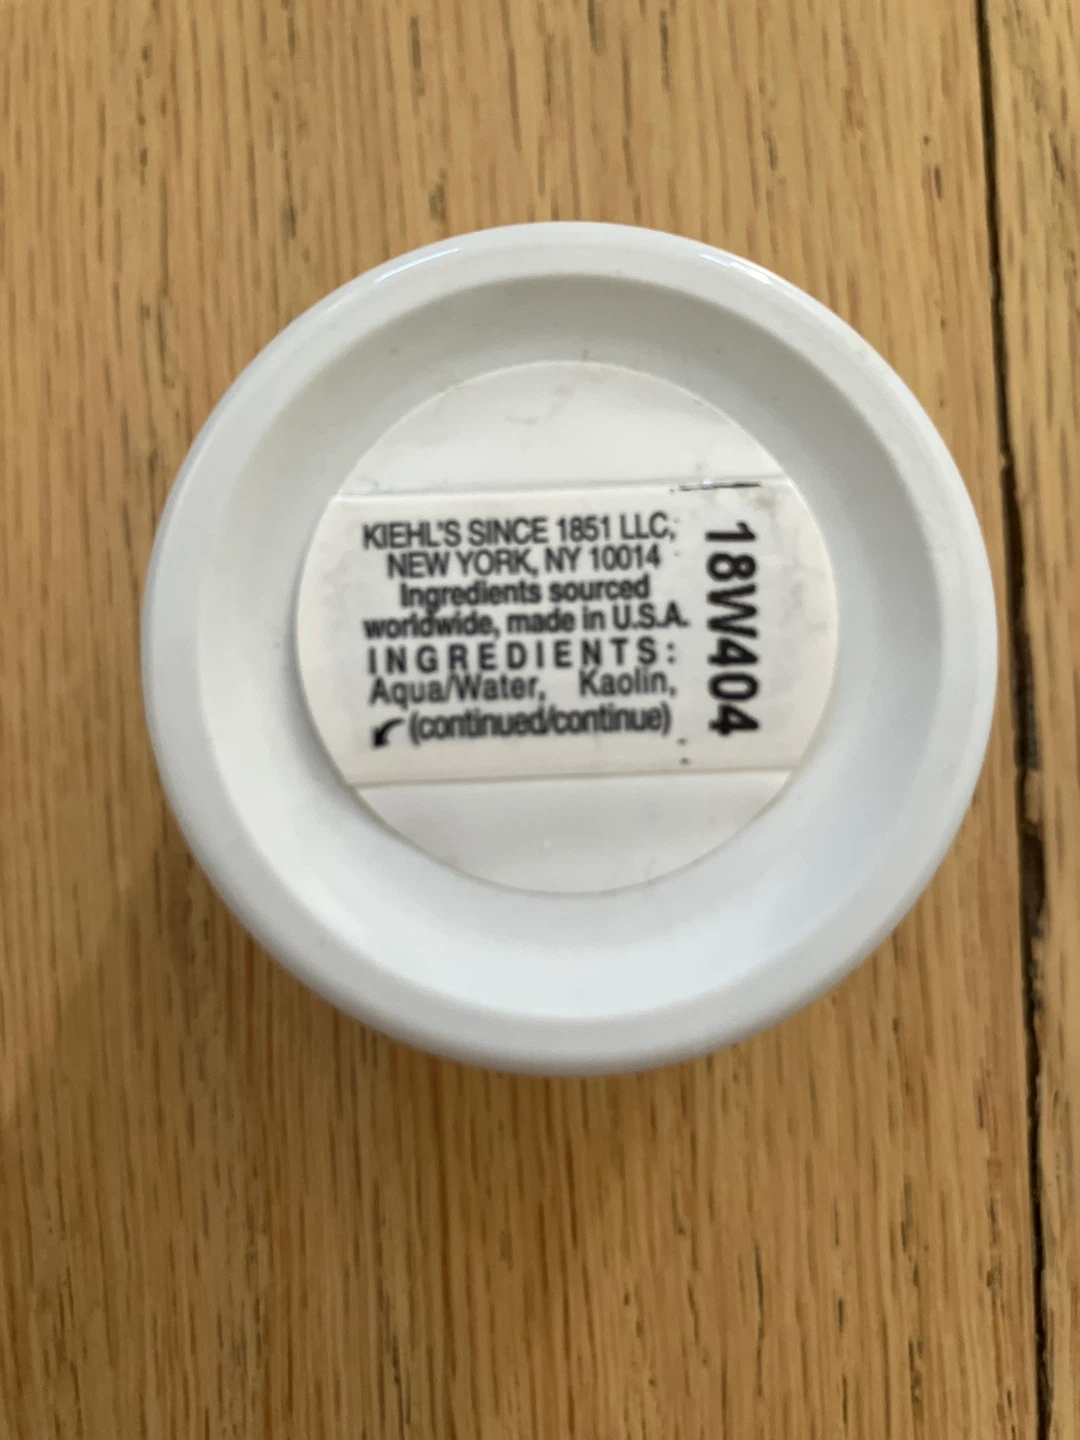 KIEHL'S SINCE 1851 LLC,
NEW YORK, NY 10014
Ingredients sourced
worldwide, made in U.S.A.
INGREDIENTS:
Aqua/Water, Kaolin,
(continued/continue)
18W404